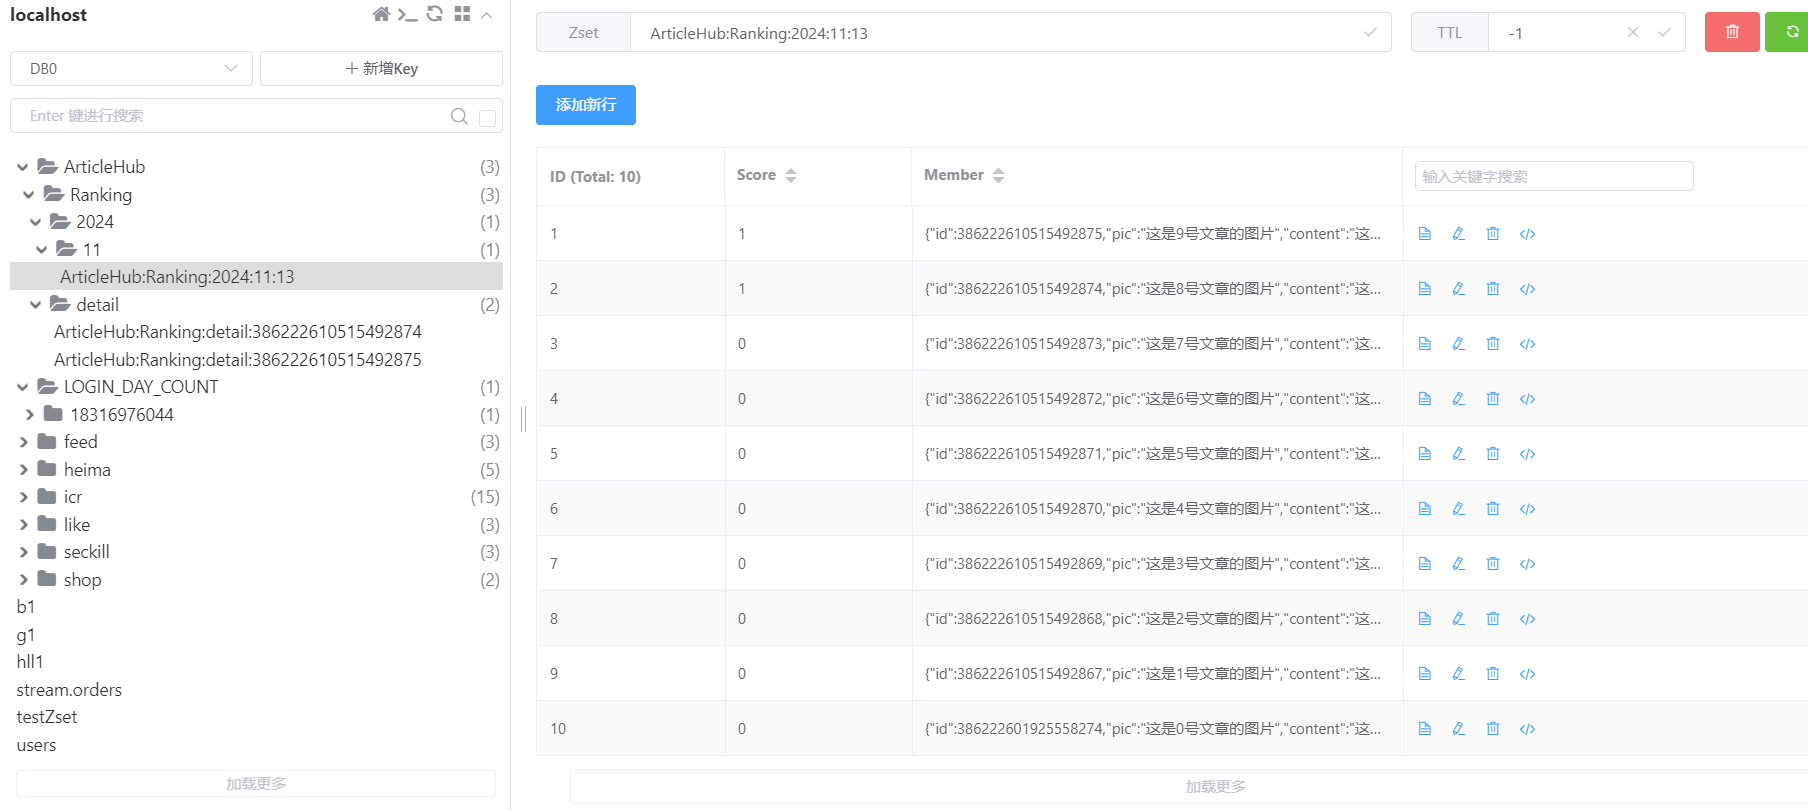 localhost
DB0
新增Key
Enter 键进行搜索
ArticleHub (3)
Ranking (3)
2024 (1)
11 (1)
ArticleHub:Ranking:2024:11:13
detail (2)
ArticleHub:Ranking:detail:386222610515492874
ArticleHub:Ranking:detail:386222610515492875
LOGIN_DAY_COUNT (1)
18316976044 (1)
feed (3)
heima (5)
icr (15)
like (3)
seckill (3)
shop (2)
b1
g1
hll1
stream.orders
testZset
users
加载更多
Zset ArticleHub:Ranking:2024:11:13 TTL -1
添加新行
ID (Total: 10) Score Member 输入关键字搜索
1 1 {"id":386222610515492875,"pic":"这是9号文章的图片","content":"这...
2 1 {"id":386222610515492874,"pic":"这是8号文章的图片","content":"这...
3 0 {"id":386222610515492873,"pic":"这是7号文章的图片","content":"这...
4 0 {"id":386222610515492872,"pic":"这是6号文章的图片","content":"这...
5 0 {"id":386222610515492871,"pic":"这是5号文章的图片","content":"这...
6 0 {"id":386222610515492870,"pic":"这是4号文章的图片","content":"这...
7 0 {"id":386222610515492869,"pic":"这是3号文章的图片","content":"这...
8 0 {"id":386222610515492868,"pic":"这是2号文章的图片","content":"这...
9 0 {"id":386222610515492867,"pic":"这是1号文章的图片","content":"这...
10 0 {"id":386222601925558274,"pic":"这是0号文章的图片","content":"这...
加载更多